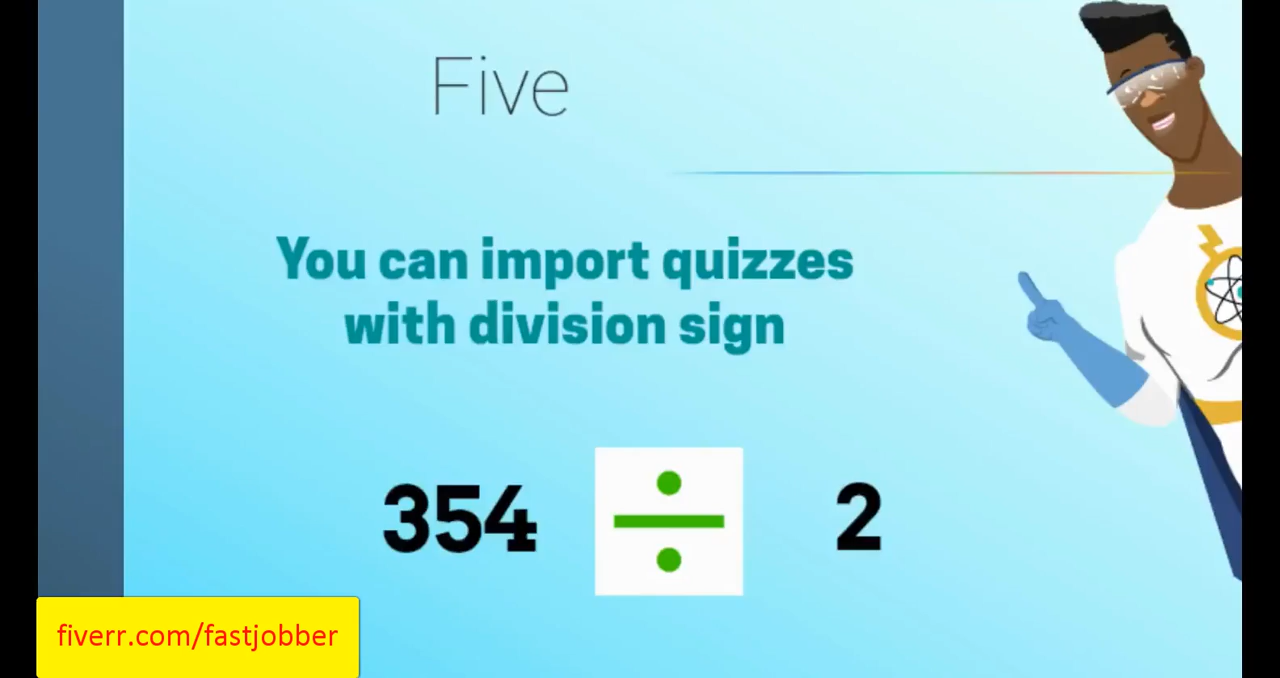 Five
You can import quizzes
with division sign
354 ÷ 2
fiverr.com/fastjobber